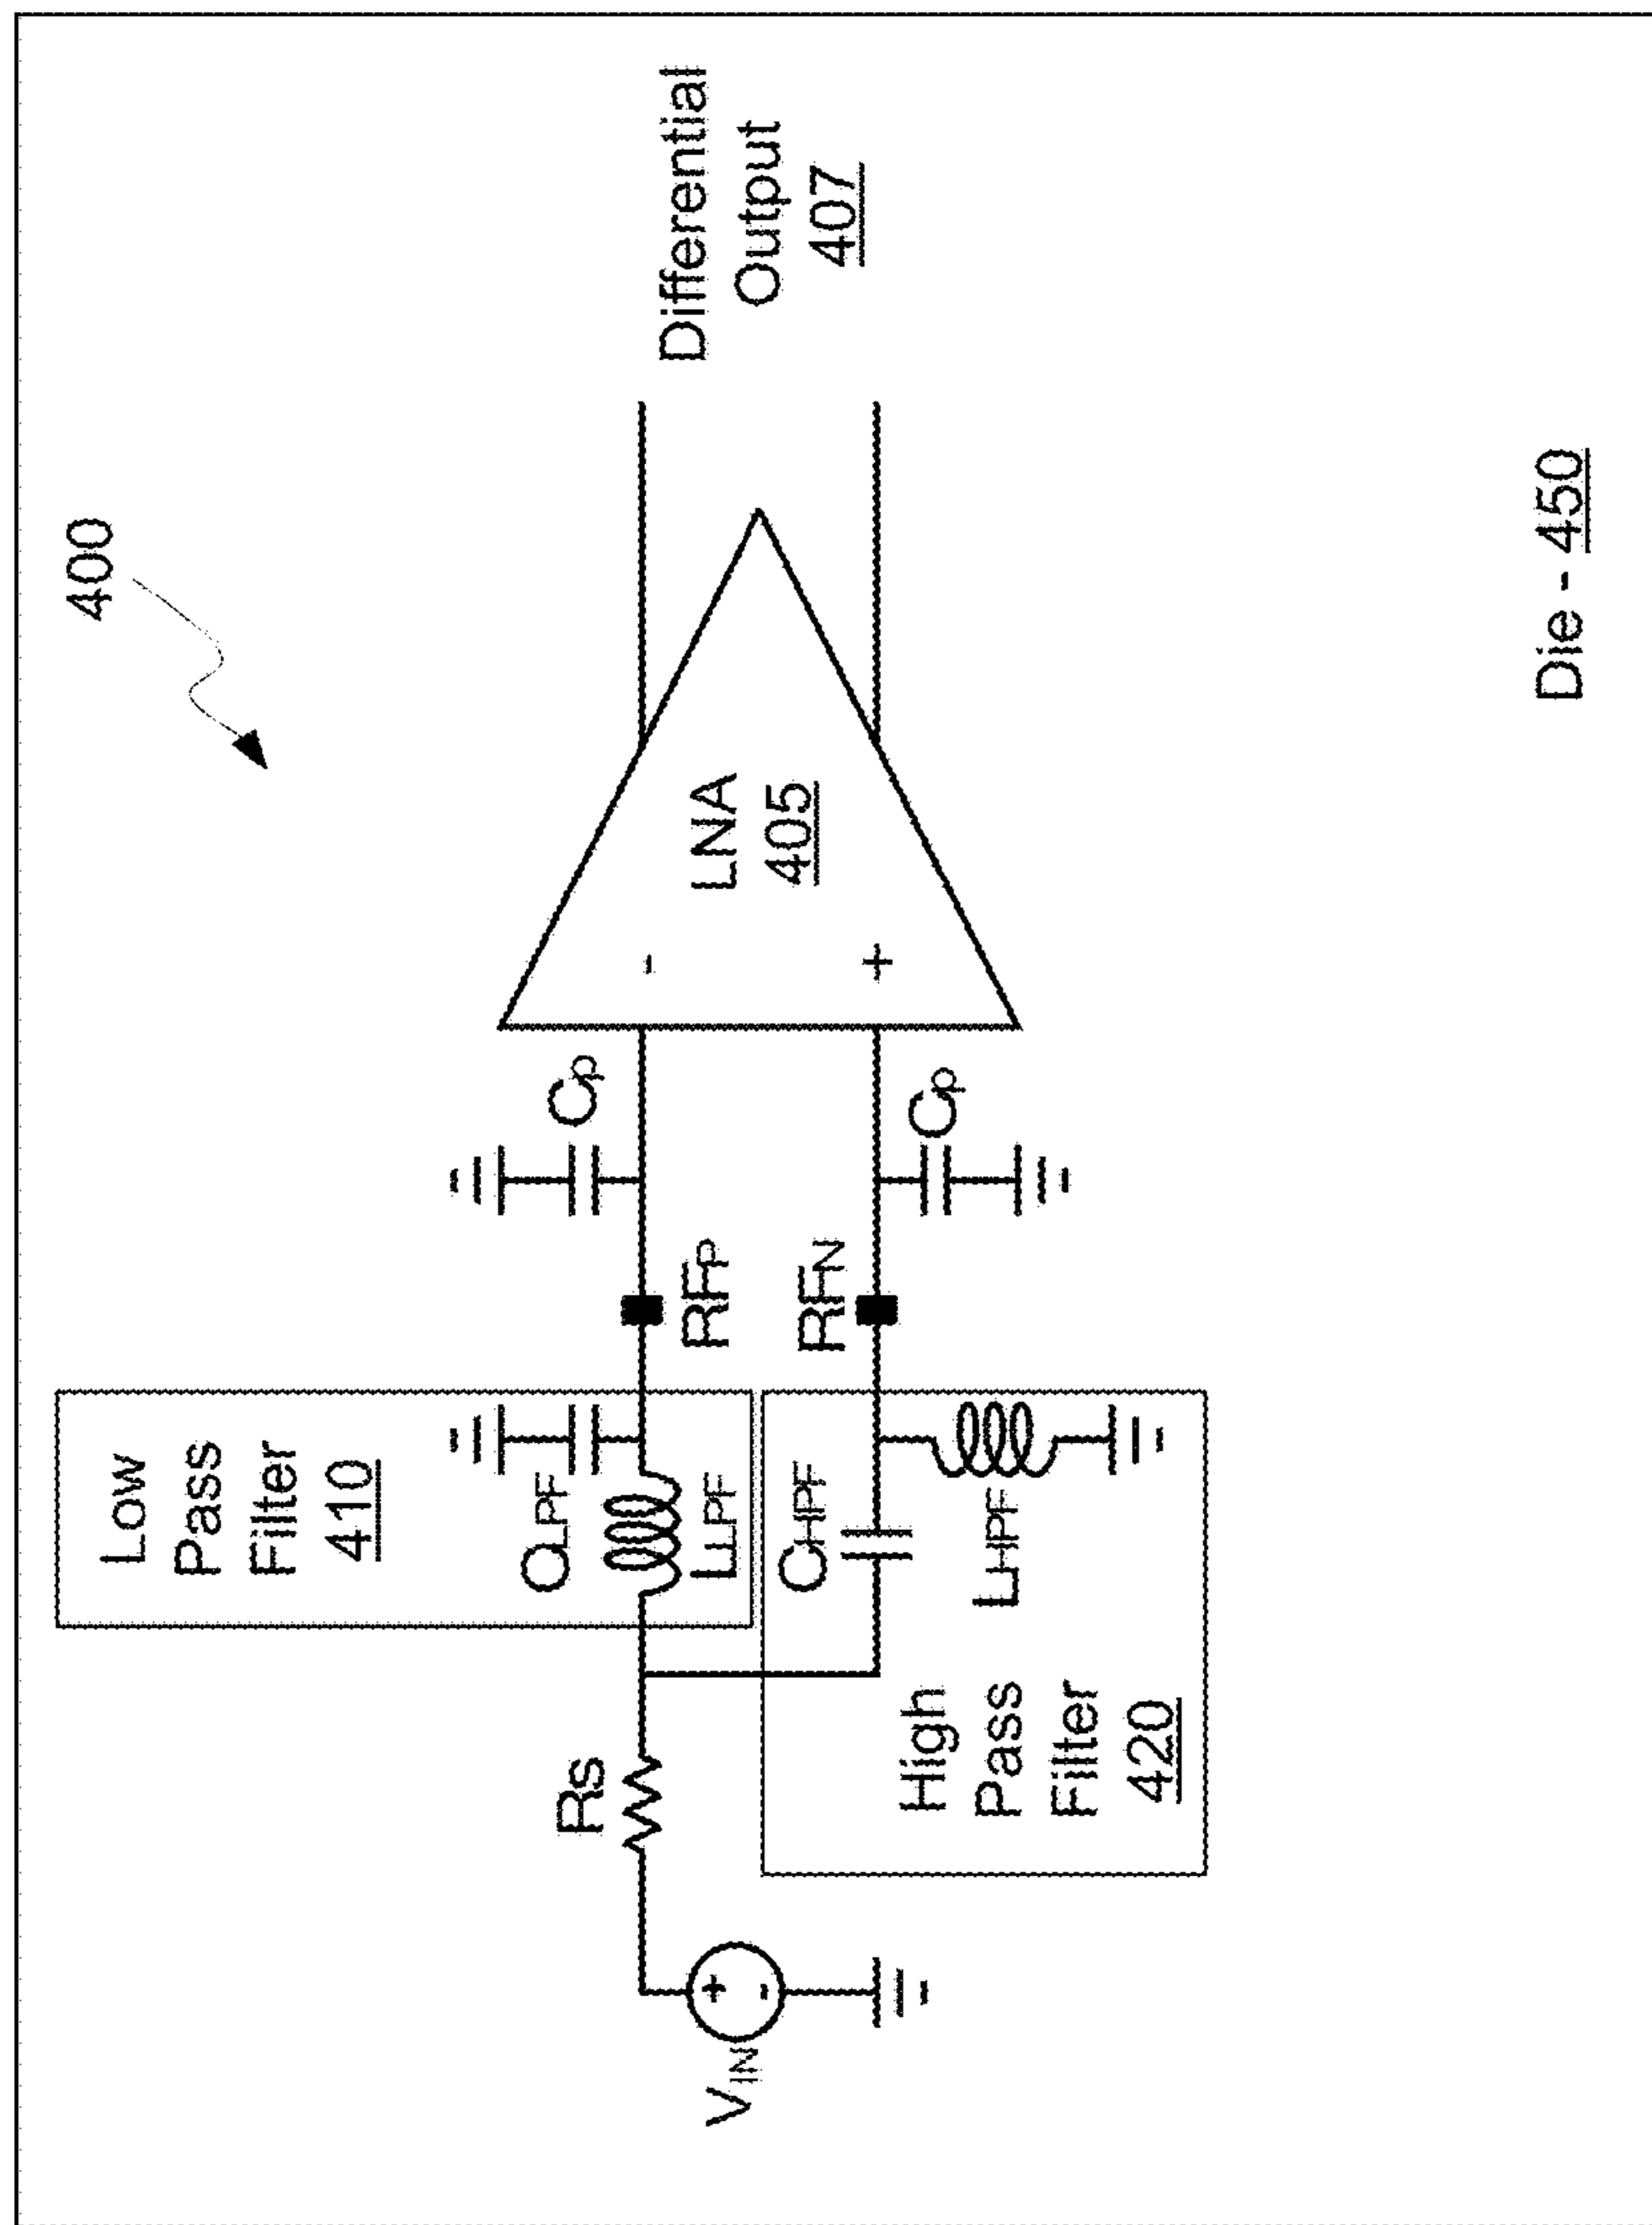 400
Low
Pass
Filter
410
CLPF
LLPF
Rs
VIN
+
-
CHPF
LHPF
High
Pass
Filter
420
RFP
RFN
Cp
Cp
-
+
LNA
405
Differential
Output
407
Die - 450